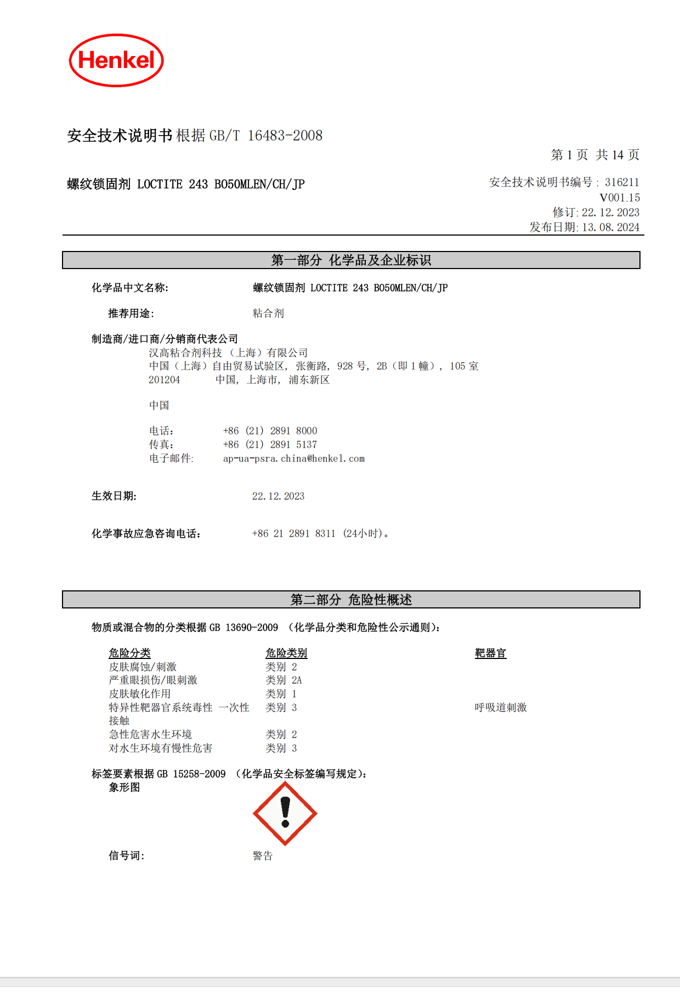 Henkel
安全技术说明书 根据 GB/T 16483-2008
第 1 页 共 14 页
螺纹锁固剂 LOCTITE 243 BO50MLEN/CH/JP
安全技术说明书编号 : 316211
V001.15
修订: 22.12.2023
发布日期: 13.08.2024
第一部分 化学品及企业标识
化学品中文名称: 螺纹锁固剂 LOCTITE 243 BO50MLEN/CH/JP
推荐用途: 粘合剂
制造商/进口商/分销商代表公司
汉高粘合剂科技 （上海）有限公司
中国（上海）自由贸易试验区, 张衡路, 928 号, 2B（即 1 幢）, 105 室
201204 中国, 上海市, 浦东新区
中国
电话: +86 (21) 2891 8000
传真: +86 (21) 2891 5137
电子邮件: ap-ua-psra.china@henkel.com
生效日期: 22.12.2023
化学事故应急咨询电话: +86 21 2891 8311 (24小时)。
第二部分 危险性概述
物质或混合物的分类根据 GB 13690-2009 （化学品分类和危险性公示通则):
危险分类 危险类别 靶器官
皮肤腐蚀/刺激 类别 2
严重眼损伤/眼刺激 类别 2A
皮肤敏化作用 类别 1
特异性靶器官系统毒性 一次性 类别 3 呼吸道刺激
接触
急性危害水生环境 类别 2
对水生环境有慢性危害 类别 3
标签要素根据 GB 15258-2009 （化学品安全标签编写规定):
象形图
信号词: 警告